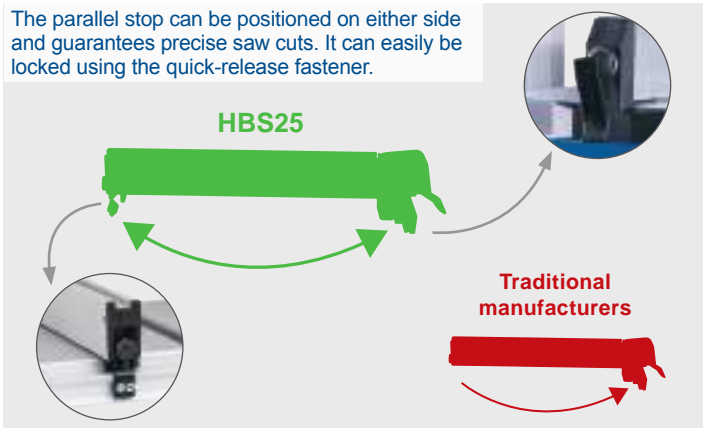 The parallel stop can be positioned on either side
and guarantees precise saw cuts. It can easily be
locked using the quick-release fastener.
HBS25
Traditional
manufacturers